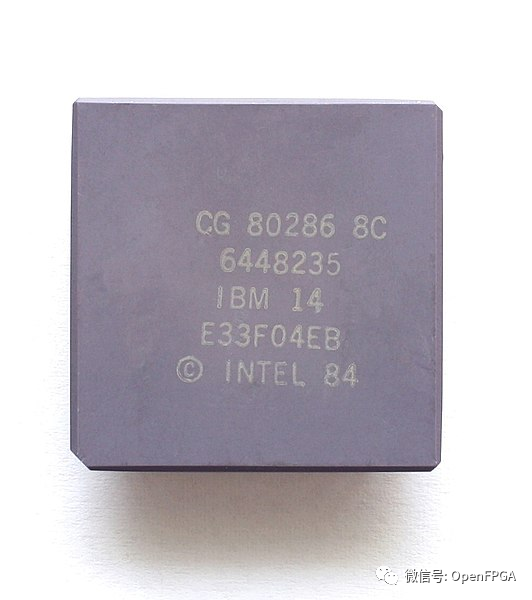 CG 80286 8C
6448235
IBM 14
E33F04EB
© INTEL 84
微信号: OpenFPGA